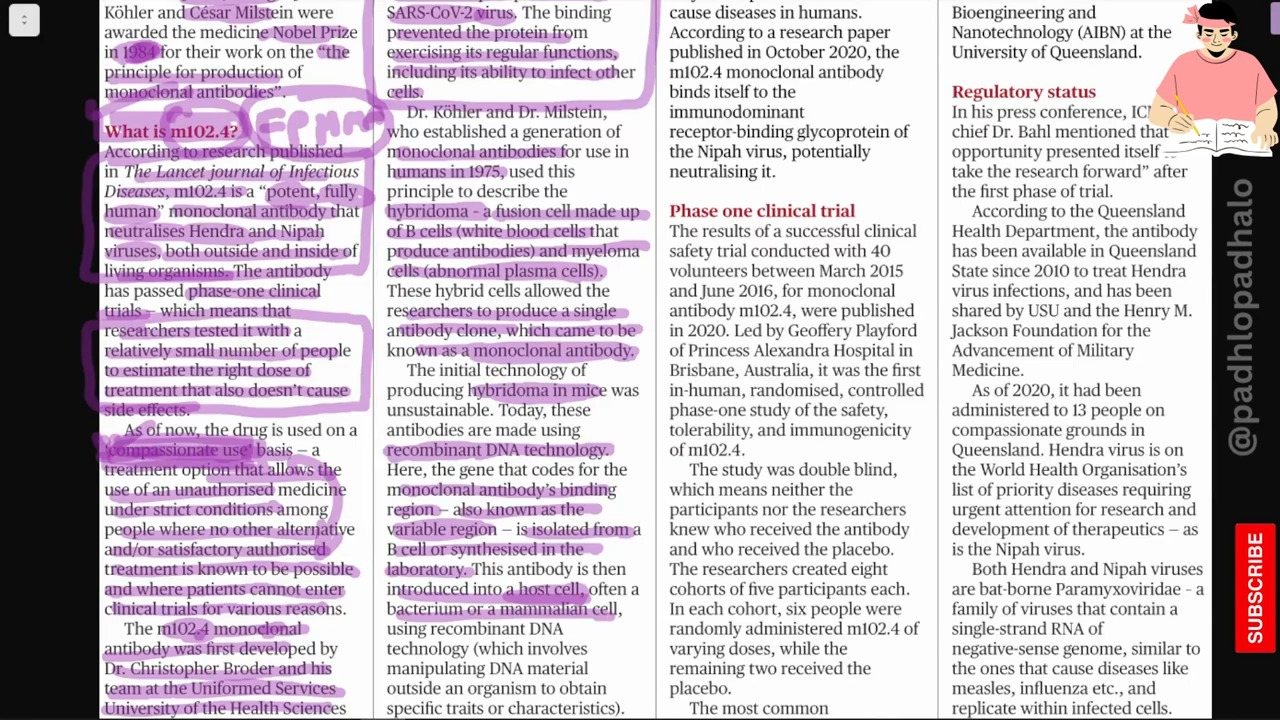 Köhler and César Milstein were
awarded the medicine Nobel Prize
in 1984 for their work on the “the
principle for production of
monoclonal antibodies”.
What is m102.4?
According to research published
in The Lancet journal of Infectious
Diseases, m102.4 is a “potent, fully
human” monoclonal antibody that
neutralises Hendra and Nipah
viruses, both outside and inside of
living organisms. The antibody
has passed phase-one clinical
trials – which means that
researchers tested it with a
relatively small number of people
to estimate the right dose of
treatment that also doesn’t cause
side effects.
As of now, the drug is used on a
‘compassionate use’ basis – a
treatment option that allows the
use of an unauthorised medicine
under strict conditions among
people where no other alternative
and/or satisfactory authorised
treatment is known to be possible
and where patients cannot enter
clinical trials for various reasons.
The m102.4 monoclonal
antibody was first developed by
Dr. Christopher Broder and his
team at the Uniformed Services
University of the Health Sciences
SARS-CoV-2 virus. The binding
prevented the protein from
exercising its regular functions,
including its ability to infect other
cells.
Dr. Köhler and Dr. Milstein,
who established a generation of
monoclonal antibodies for use in
humans in 1975, used this
principle to describe the
hybridoma - a fusion cell made up
of B cells (white blood cells that
produce antibodies) and myeloma
cells (abnormal plasma cells).
These hybrid cells allowed the
researchers to produce a single
antibody clone, which came to be
known as a monoclonal antibody.
The initial technology of
producing hybridoma in mice was
unsustainable. Today, these
antibodies are made using
recombinant DNA technology.
Here, the gene that codes for the
monoclonal antibody’s binding
region – also known as the
variable region – is isolated from a
B cell or synthesised in the
laboratory. This antibody is then
introduced into a host cell, often a
bacterium or a mammalian cell,
using recombinant DNA
technology (which involves
manipulating DNA material
outside an organism to obtain
specific traits or characteristics).
cause diseases in humans.
According to a research paper
published in October 2020, the
m102.4 monoclonal antibody
binds itself to the
immunodominant
receptor-binding glycoprotein of
the Nipah virus, potentially
neutralising it.
Phase one clinical trial
The results of a successful clinical
safety trial conducted with 40
volunteers between March 2015
and June 2016, for monoclonal
antibody m102.4, were published
in 2020. Led by Geoffery Playford
of Princess Alexandra Hospital in
Brisbane, Australia, it was the first
in-human, randomised, controlled
phase-one study of the safety,
tolerability, and immunogenicity
of m102.4.
The study was double blind,
which means neither the
participants nor the researchers
knew who received the antibody
and who received the placebo.
The researchers created eight
cohorts of five participants each.
In each cohort, six people were
randomly administered m102.4 of
varying doses, while the
remaining two received the
placebo.
The most common
Bioengineering and
Nanotechnology (AIBN) at the
University of Queensland.
Regulatory status
In his press conference,
chief Dr. Bahl mentioned that
opportunity presented itself
take the research forward” after
the first phase of trial.
According to the Queensland
Health Department, the antibody
has been available in Queensland
State since 2010 to treat Hendra
virus infections, and has been
shared by USU and the Henry M.
Jackson Foundation for the
Advancement of Military
Medicine.
As of 2020, it had been
administered to 13 people on
compassionate grounds in
Queensland. Hendra virus is on
the World Health Organisation’s
list of priority diseases requiring
urgent attention for research and
development of therapeutics – as
is the Nipah virus.
Both Hendra and Nipah viruses
are bat-borne Paramyxoviridae - a
family of viruses that contain a
single-strand RNA of
negative-sense genome, similar to
the ones that cause diseases like
measles, influenza etc., and
replicate within infected cells.
@padhlopadhalo
SUBSCRIBE